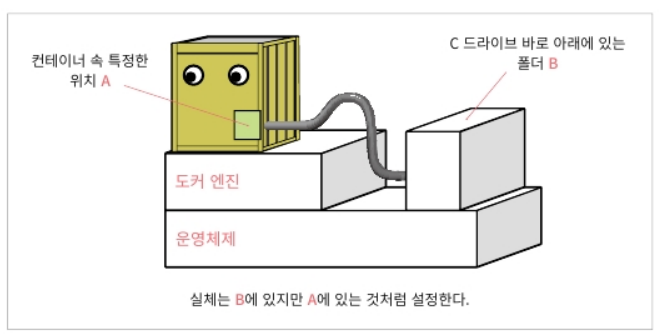 컨테이너 속 특정한
위치 A
C 드라이브 바로 아래에 있는
폴더 B
도커 엔진
운영체제
실체는 B에 있지만 A에 있는 것처럼 설정한다.